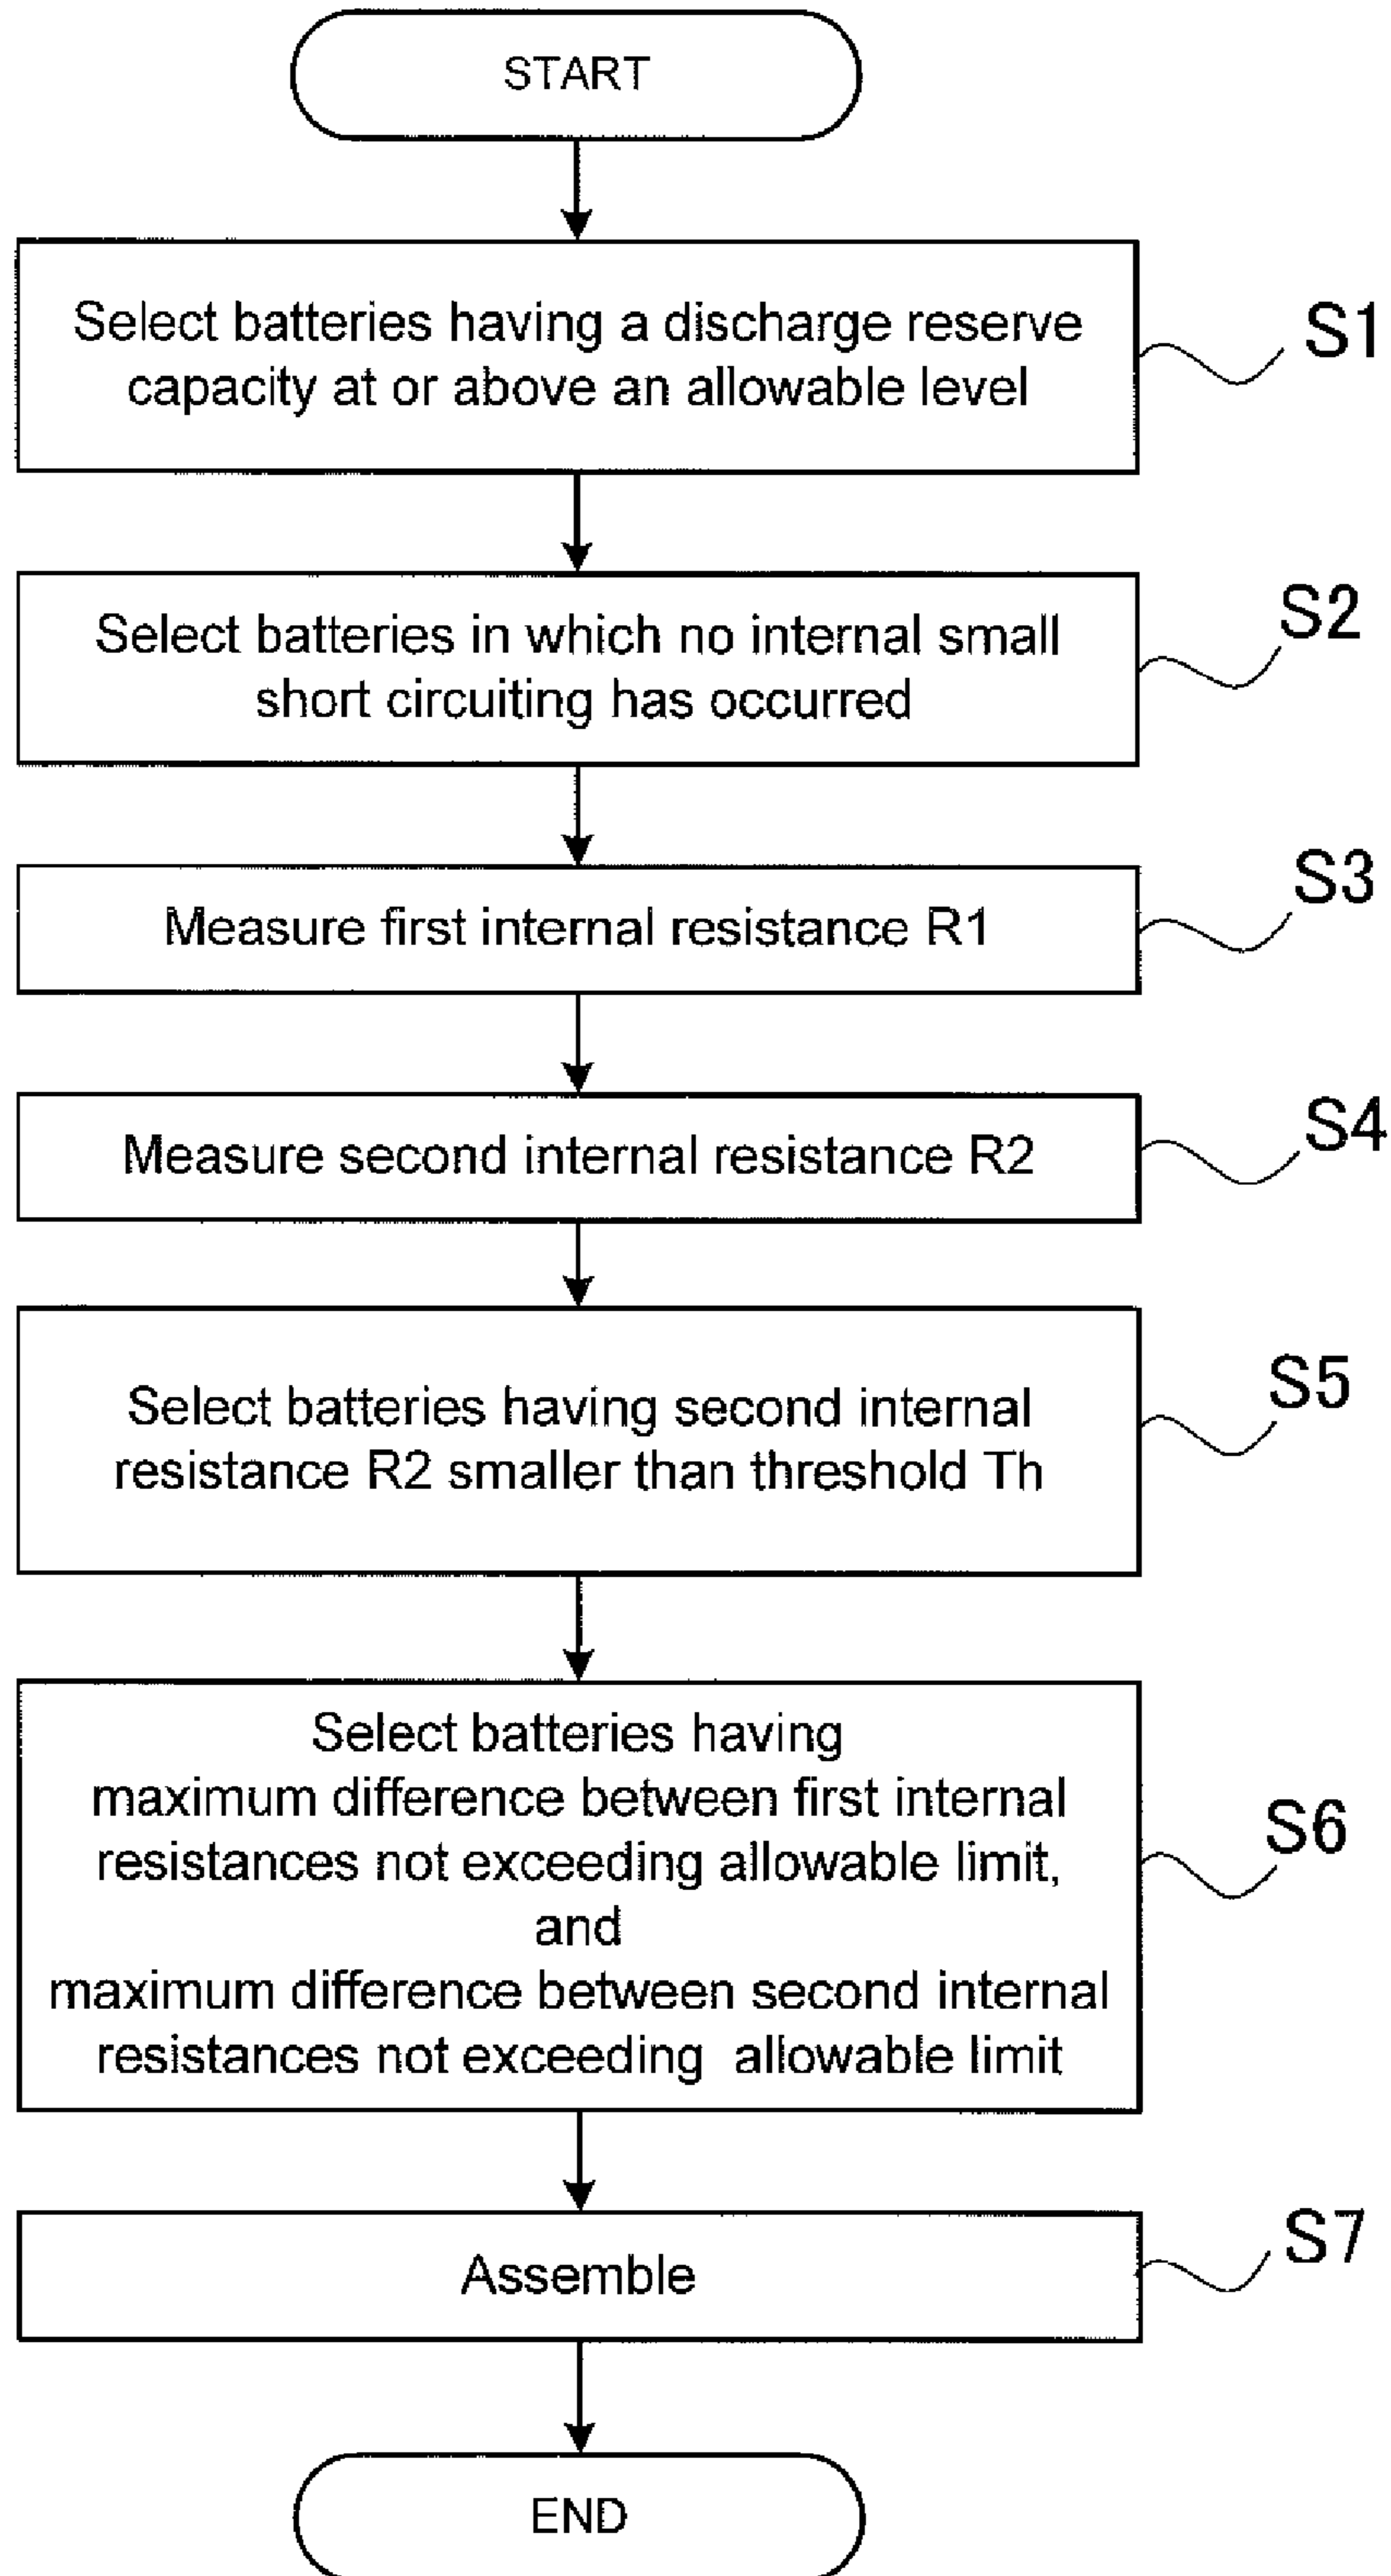 START
Select batteries having a discharge reserve
capacity at or above an allowable level
S1
Select batteries in which no internal small
short circuiting has occurred
S2
Measure first internal resistance R1
S3
Measure second internal resistance R2
S4
Select batteries having second internal
resistance R2 smaller than threshold Th
S5
Select batteries having
maximum difference between first internal
resistances not exceeding allowable limit,
and
maximum difference between second internal
resistances not exceeding allowable limit
S6
Assemble
S7
END